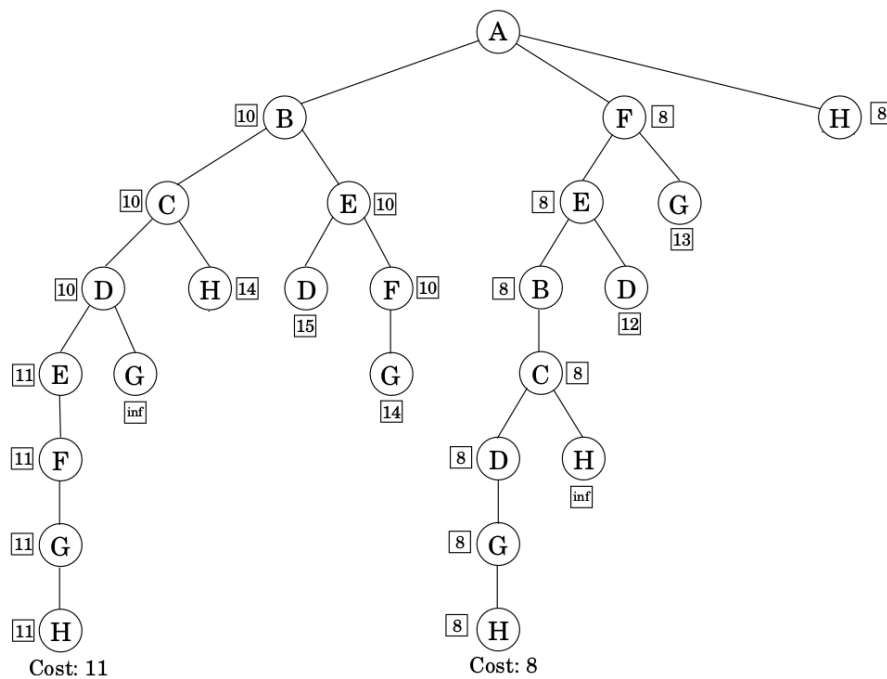 A
10 B F 8 H 8
10 C E 10 8 E G
13
10 D H 14 D F 10 8 B D
15 12
11 E G G C 8
inf 14
11 F 8 D H
inf
11 G 8 G
11 H 8 H
Cost: 11 Cost: 8